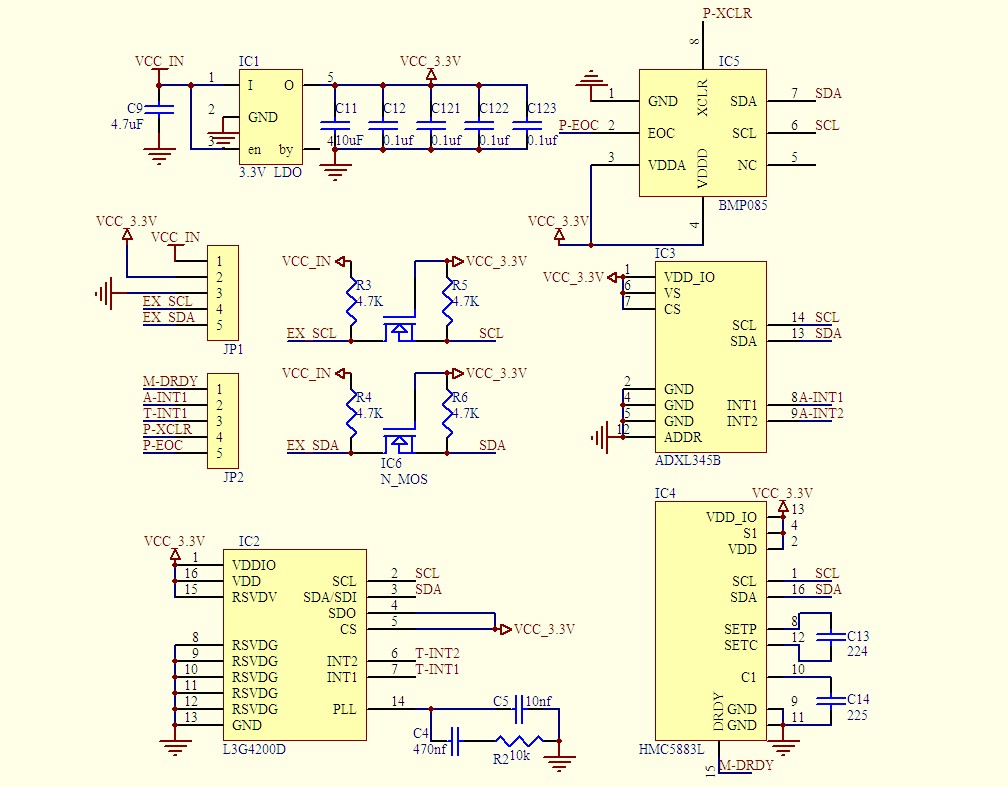 P-XCLR
8
VCC_IN
IC1
VCC_3.3V
IC5
1 I O 5
C9
4.7uF
2 GND
3 en by 4
3.3V LDO
C11
10uF
C12
0.1uf
C121
0.1uf
C122
0.1uf
C123
0.1uf
1 GND XCLR SDA 7 SDA
P-EOC 2 EOC SCL 6 SCL
3 VDDA VDDD NC 5
BMP085
4
VCC_3.3V
VCC_3.3V
VCC_IN
1
2
3
EX_SCL 4
EX_SDA 5
JP1
VCC_IN
VCC_3.3V
R3
4.7K
R5
4.7K
EX_SCL
SCL
IC3
VCC_3.3V
1 VDD_IO
6 VS
7 CS
SCL 14 SCL
SDA 13 SDA
2 GND
4 GND INT1 8 A-INT1
5 GND INT2 9 A-INT2
12 ADDR
ADXL345B
M-DRDY 1
A-INT1 2
T-INT1 3
P-XCLR 4
P-EOC 5
JP2
VCC_IN
VCC_3.3V
R4
4.7K
R6
4.7K
EX_SDA
SDA
IC6
N_MOS
IC4
VCC_3.3V
VDD_IO 13
S1 4
VDD 2
SCL 1 SCL
SDA 16 SDA
SETP 8
SETC 12
C13
224
C1 10
C14
225
DRDY
GND 9
GND 11
HMC5883L
15
M-DRDY
VCC_3.3V
IC2
1 VDDIO
16 VDD SCL 2 SCL
15 RSVDV SDA/SDI 3 SDA
SDO 4
CS 5 VCC_3.3V
8 RSVDG
9 RSVDG INT2 6 T-INT2
10 RSVDG INT1 7 T-INT1
11 RSVDG
12 RSVDG PLL 14
13 GND
L3G4200D
C5 10nf
C4
470nf
R2 10k